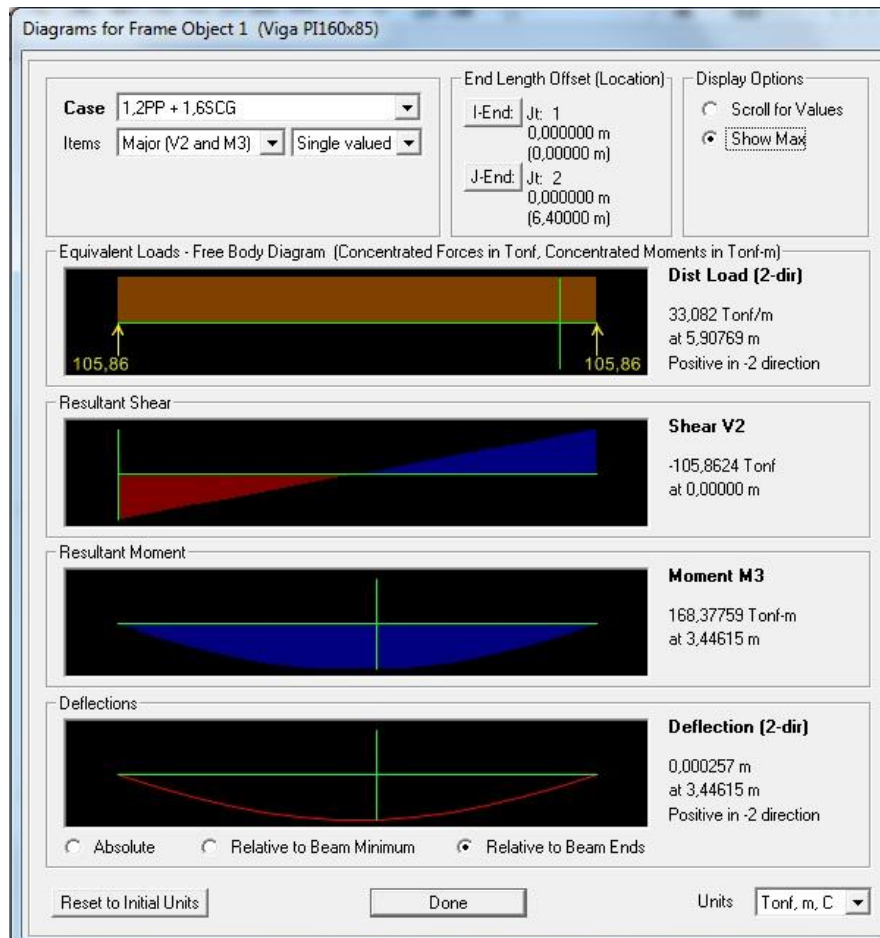 Diagrams for Frame Object 1 (Viga PI160x85)
Case 1,2PP + 1,6SCG
Items Major (V2 and M3) Single valued
End Length Offset (Location)
I-End: Jt: 1
0,000000 m
(0,00000 m)
J-End: Jt: 2
0,000000 m
(6,40000 m)
Display Options
Scroll for Values
Show Max
Equivalent Loads - Free Body Diagram (Concentrated Forces in Tonf, Concentrated Moments in Tonf-m)
105,86
105,86
Dist Load (2-dir)
33,082 Tonf/m
at 5,90769 m
Positive in -2 direction
Resultant Shear
Shear V2
-105,8624 Tonf
at 0,00000 m
Resultant Moment
Moment M3
168,37759 Tonf-m
at 3,44615 m
Deflections
Deflection (2-dir)
0,000257 m
at 3,44615 m
Positive in -2 direction
Absolute Relative to Beam Minimum Relative to Beam Ends
Reset to Initial Units Done Units Tonf, m, C